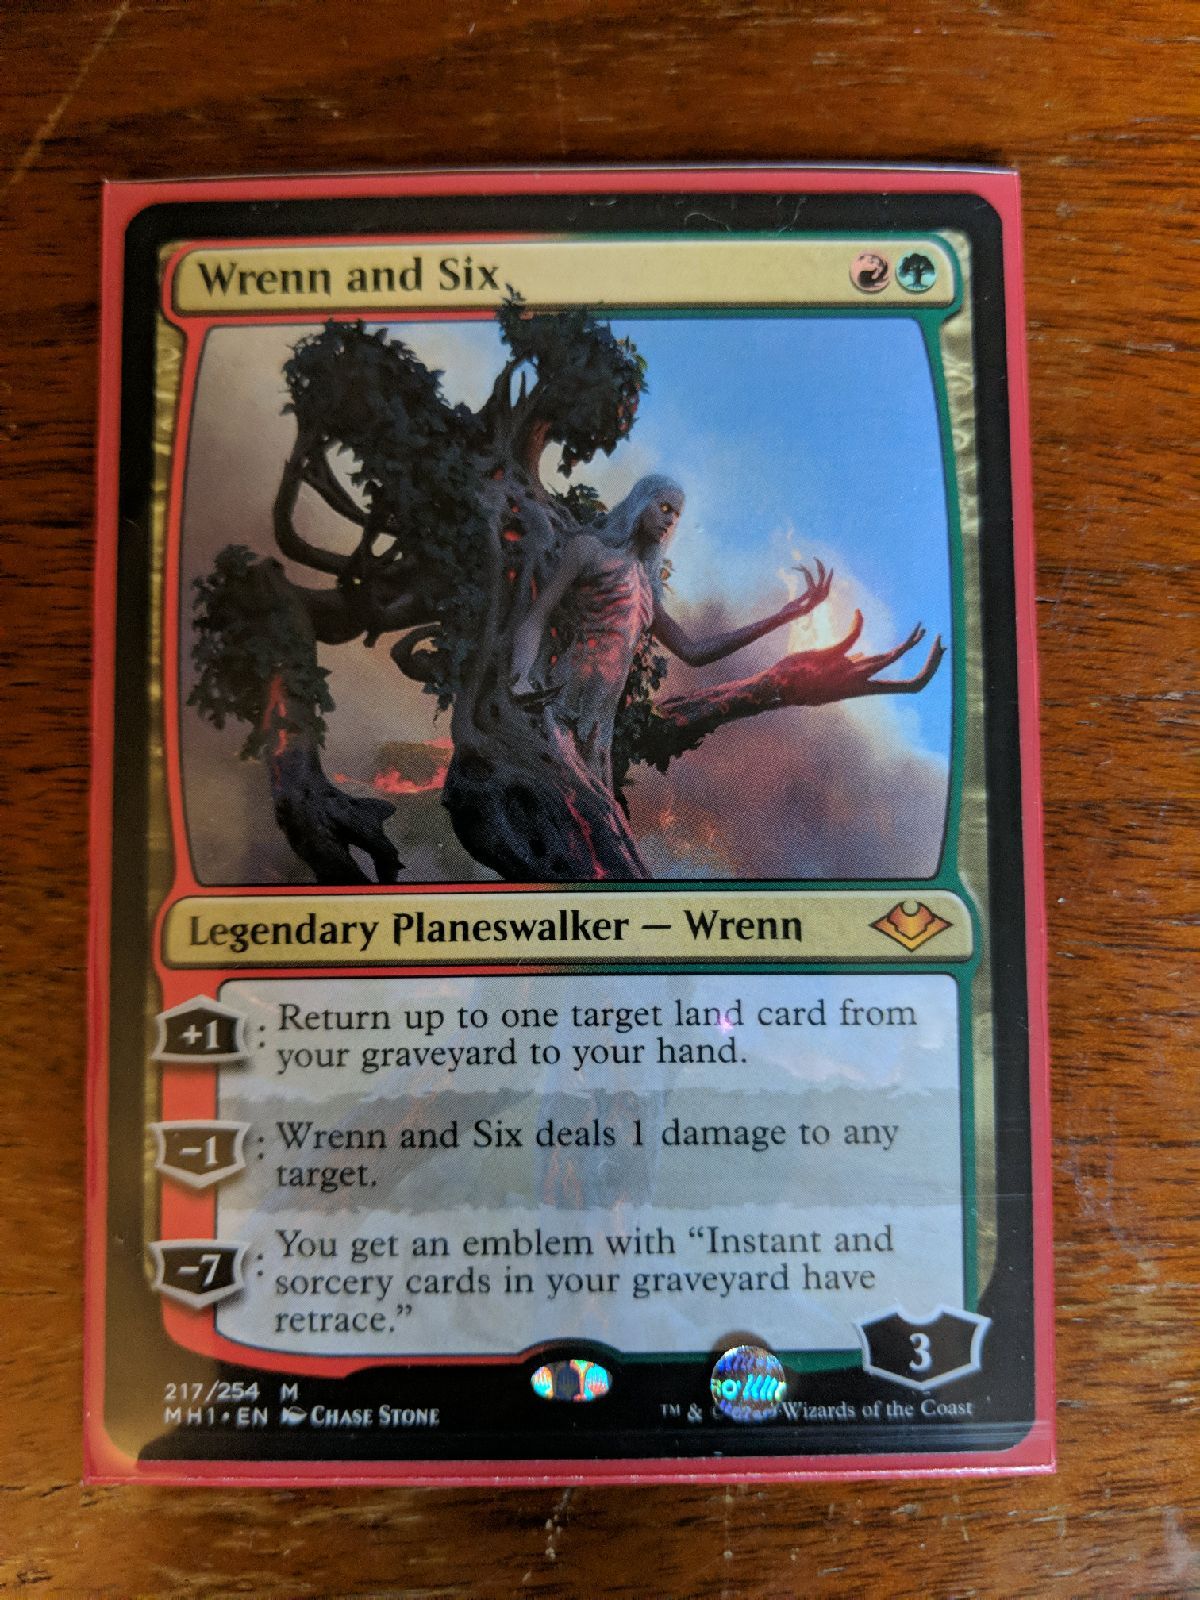 Wrenn and Six
Legendary Planeswalker — Wrenn
+1 : Return up to one target land card from
your graveyard to your hand.
−1 : Wrenn and Six deals 1 damage to any
target.
−7 : You get an emblem with “Instant and
sorcery cards in your graveyard have
retrace.”
3
217/254 M
MH1 • EN CHASE STONE
™ & Wizards of the Coast